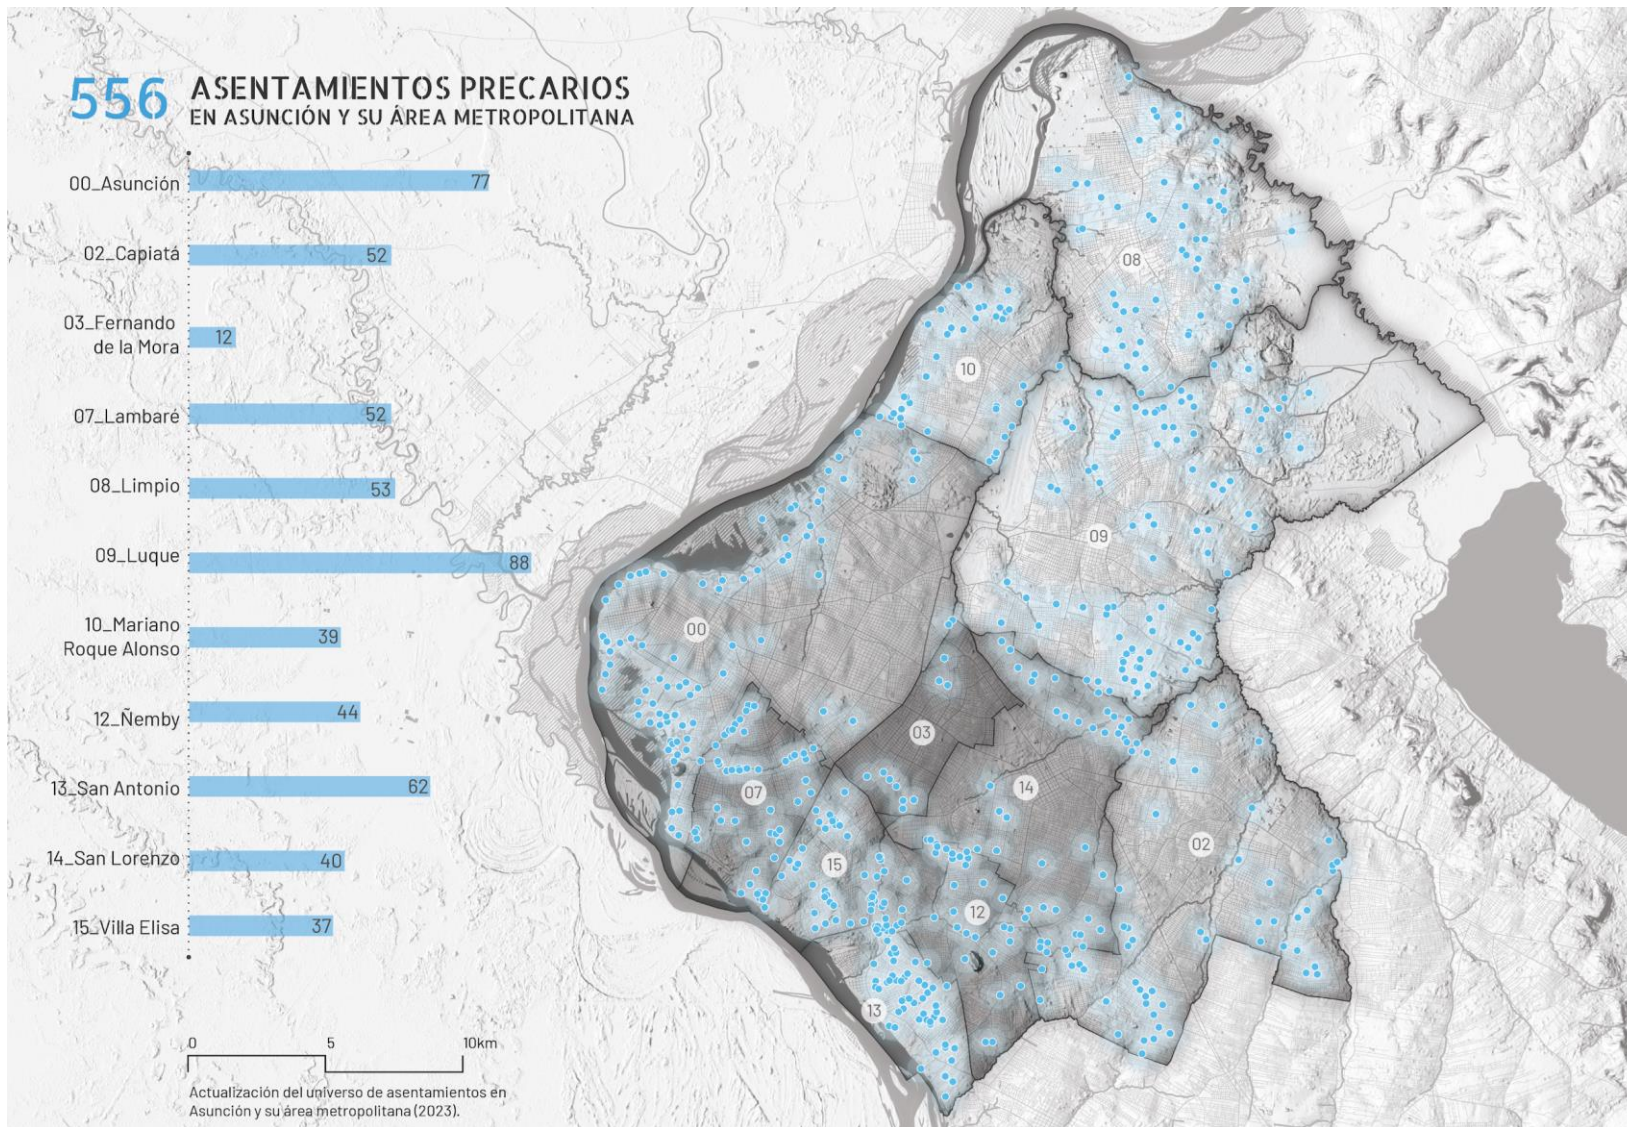 556 ASENTAMIENTOS PRECARIOS
EN ASUNCIÓN Y SU ÁREA METROPOLITANA
00_Asunción 77
02_Capiatá 52
03_Fernando
de la Mora 12
07_Lambaré 52
08_Limpio 53
09_Luque 88
10_Mariano
Roque Alonso 39
12_Ñemby 44
13_San Antonio 62
14_San Lorenzo 40
15_Villa Elisa 37
0 5 10km
Actualización del universo de asentamientos en
Asunción y su área metropolitana (2023).
08
10
09
00
03
07
14
15
02
12
13